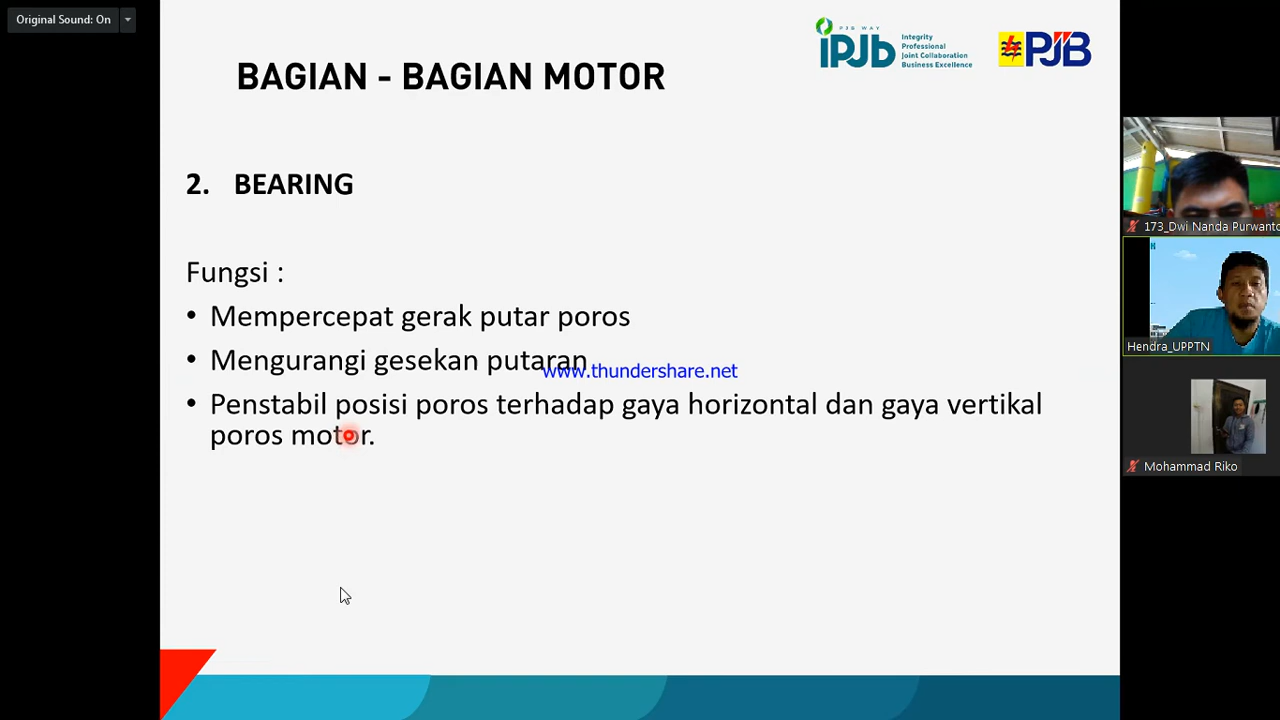 Original Sound: On
BAGIAN - BAGIAN MOTOR
PJB WAY
iPJb
Integrity
Professional
Joint Collaboration
Business Excellence
PJB
2. BEARING
Fungsi :
• Mempercepat gerak putar poros
• Mengurangi gesekan putaran
www.thundershare.net
• Penstabil posisi poros terhadap gaya horizontal dan gaya vertikal
poros motor.
173_Dwi Nanda Purwanto
Hendra_UPPTN
Mohammad Riko